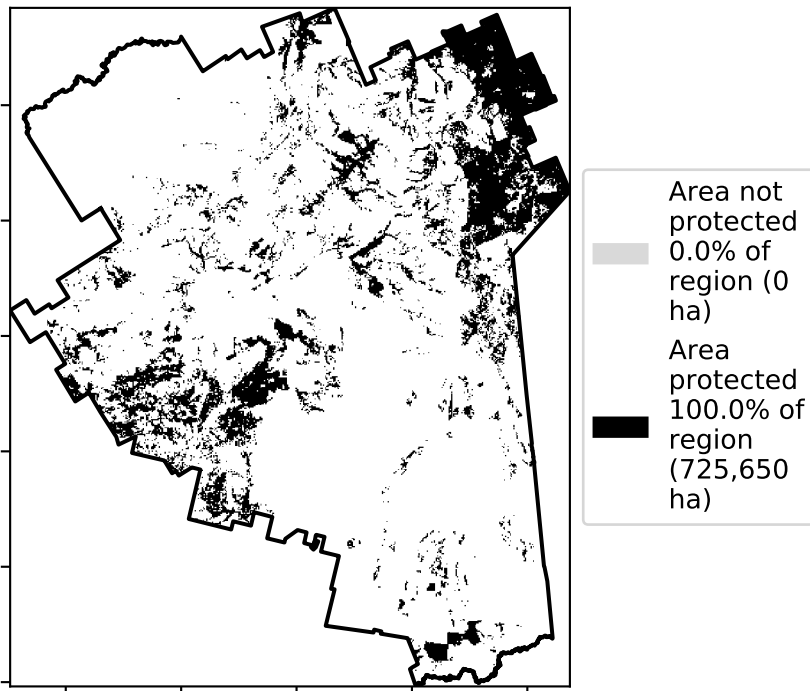 Area not
protected
0.0% of
region (0
ha)
Area
protected
100.0% of
region
(725,650
ha)